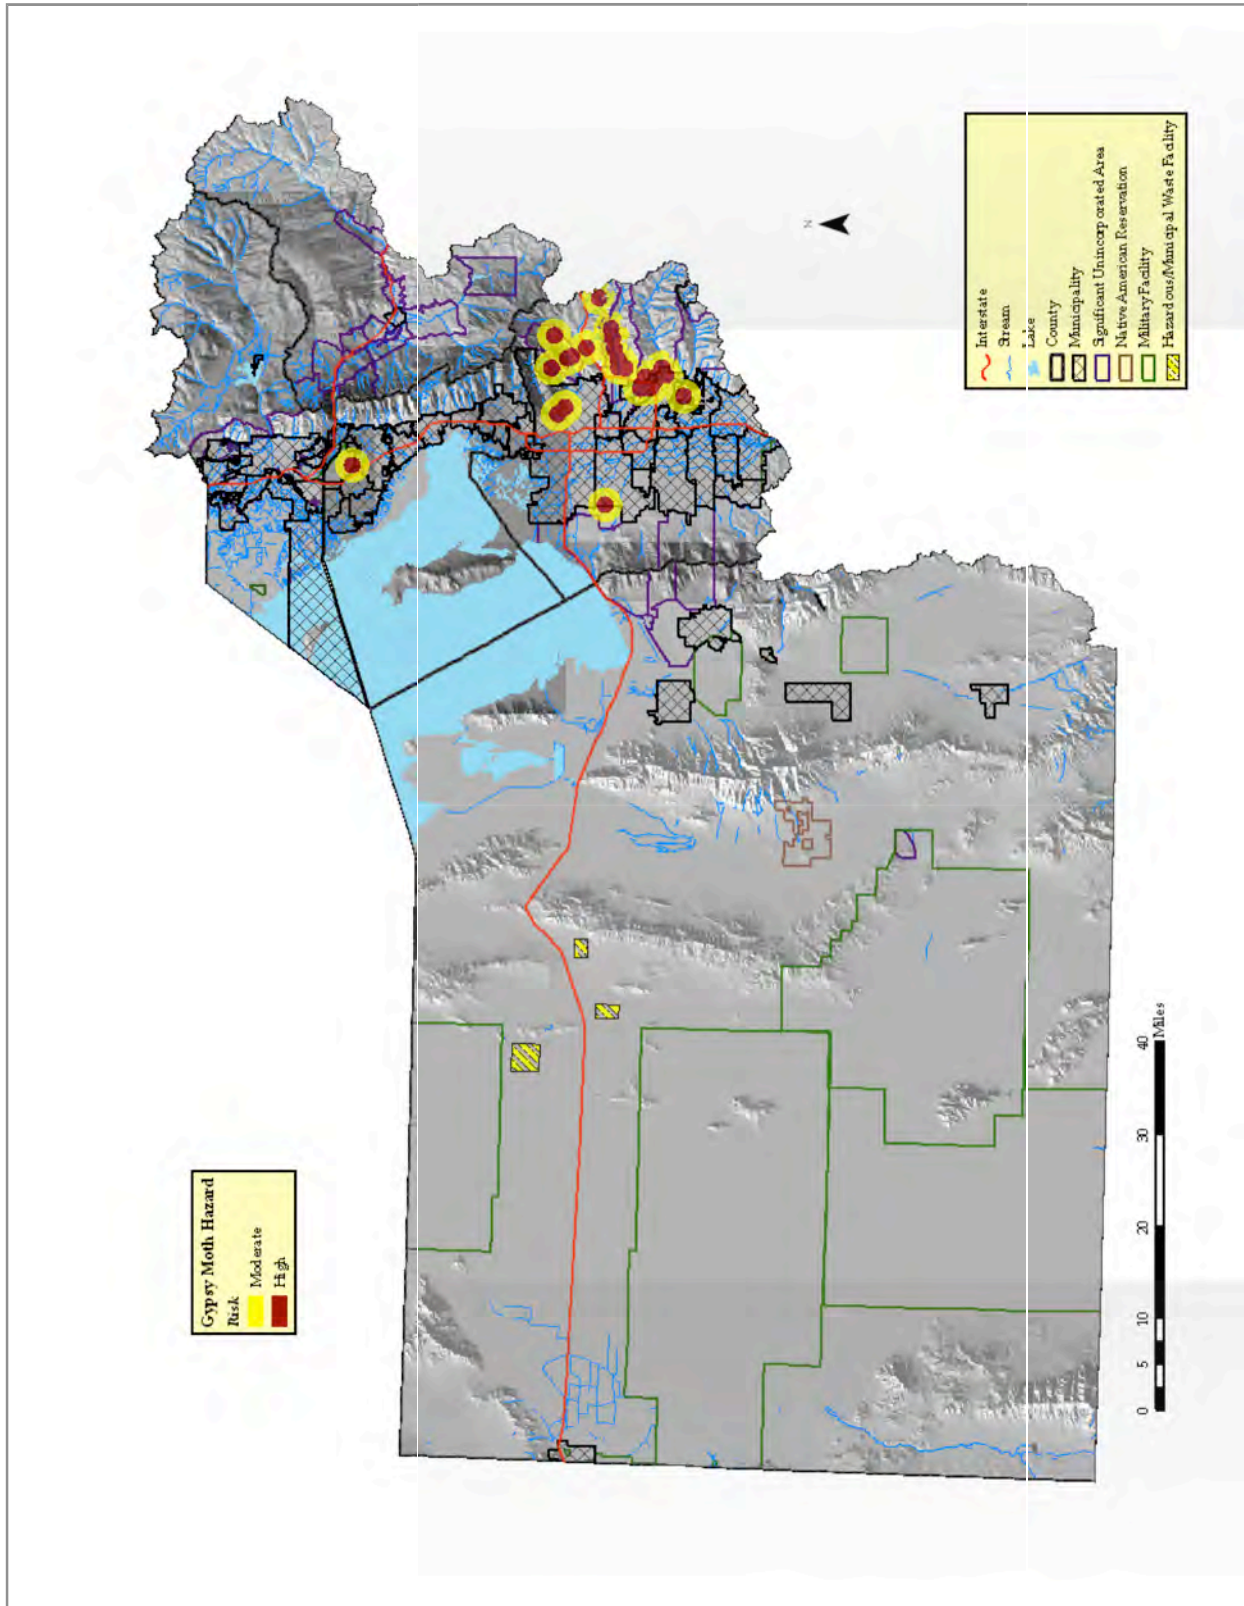 Gypsy Moth Hazard
Risk
Moderate
High
N
Interstate
Stream
Lake
County
Municipality
Significant Unincorporated Area
Native American Reservation
Military Facility
Hazardous/Municipal Waste Facility
0 5 10 20 30 40
Miles